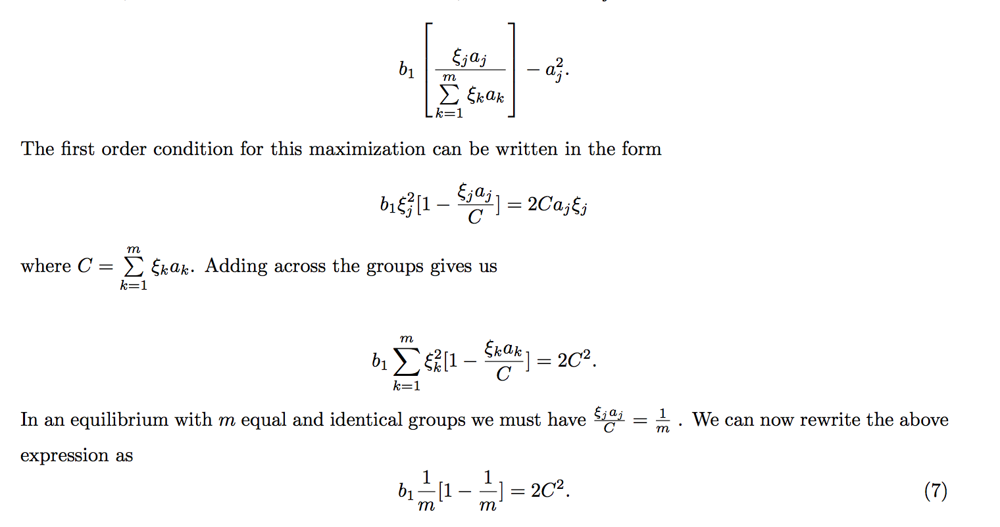 b_1 \left[ \frac{\xi_j a_j}{\sum_{k=1}^{m} \xi_k a_k} \right] - a_j^2.
The first order condition for this maximization can be written in the form
b_1 \xi_j^2 [1 - \frac{\xi_j a_j}{C}] = 2C a_j \xi_j
where C = \sum_{k=1}^{m} \xi_k a_k. Adding across the groups gives us
b_1 \sum_{k=1}^{m} \xi_k^2 [1 - \frac{\xi_k a_k}{C}] = 2C^2.
In an equilibrium with m equal and identical groups we must have \frac{\xi_j a_j}{C} = \frac{1}{m} . We can now rewrite the above
expression as
b_1 \frac{1}{m} [1 - \frac{1}{m}] = 2C^2. (7)